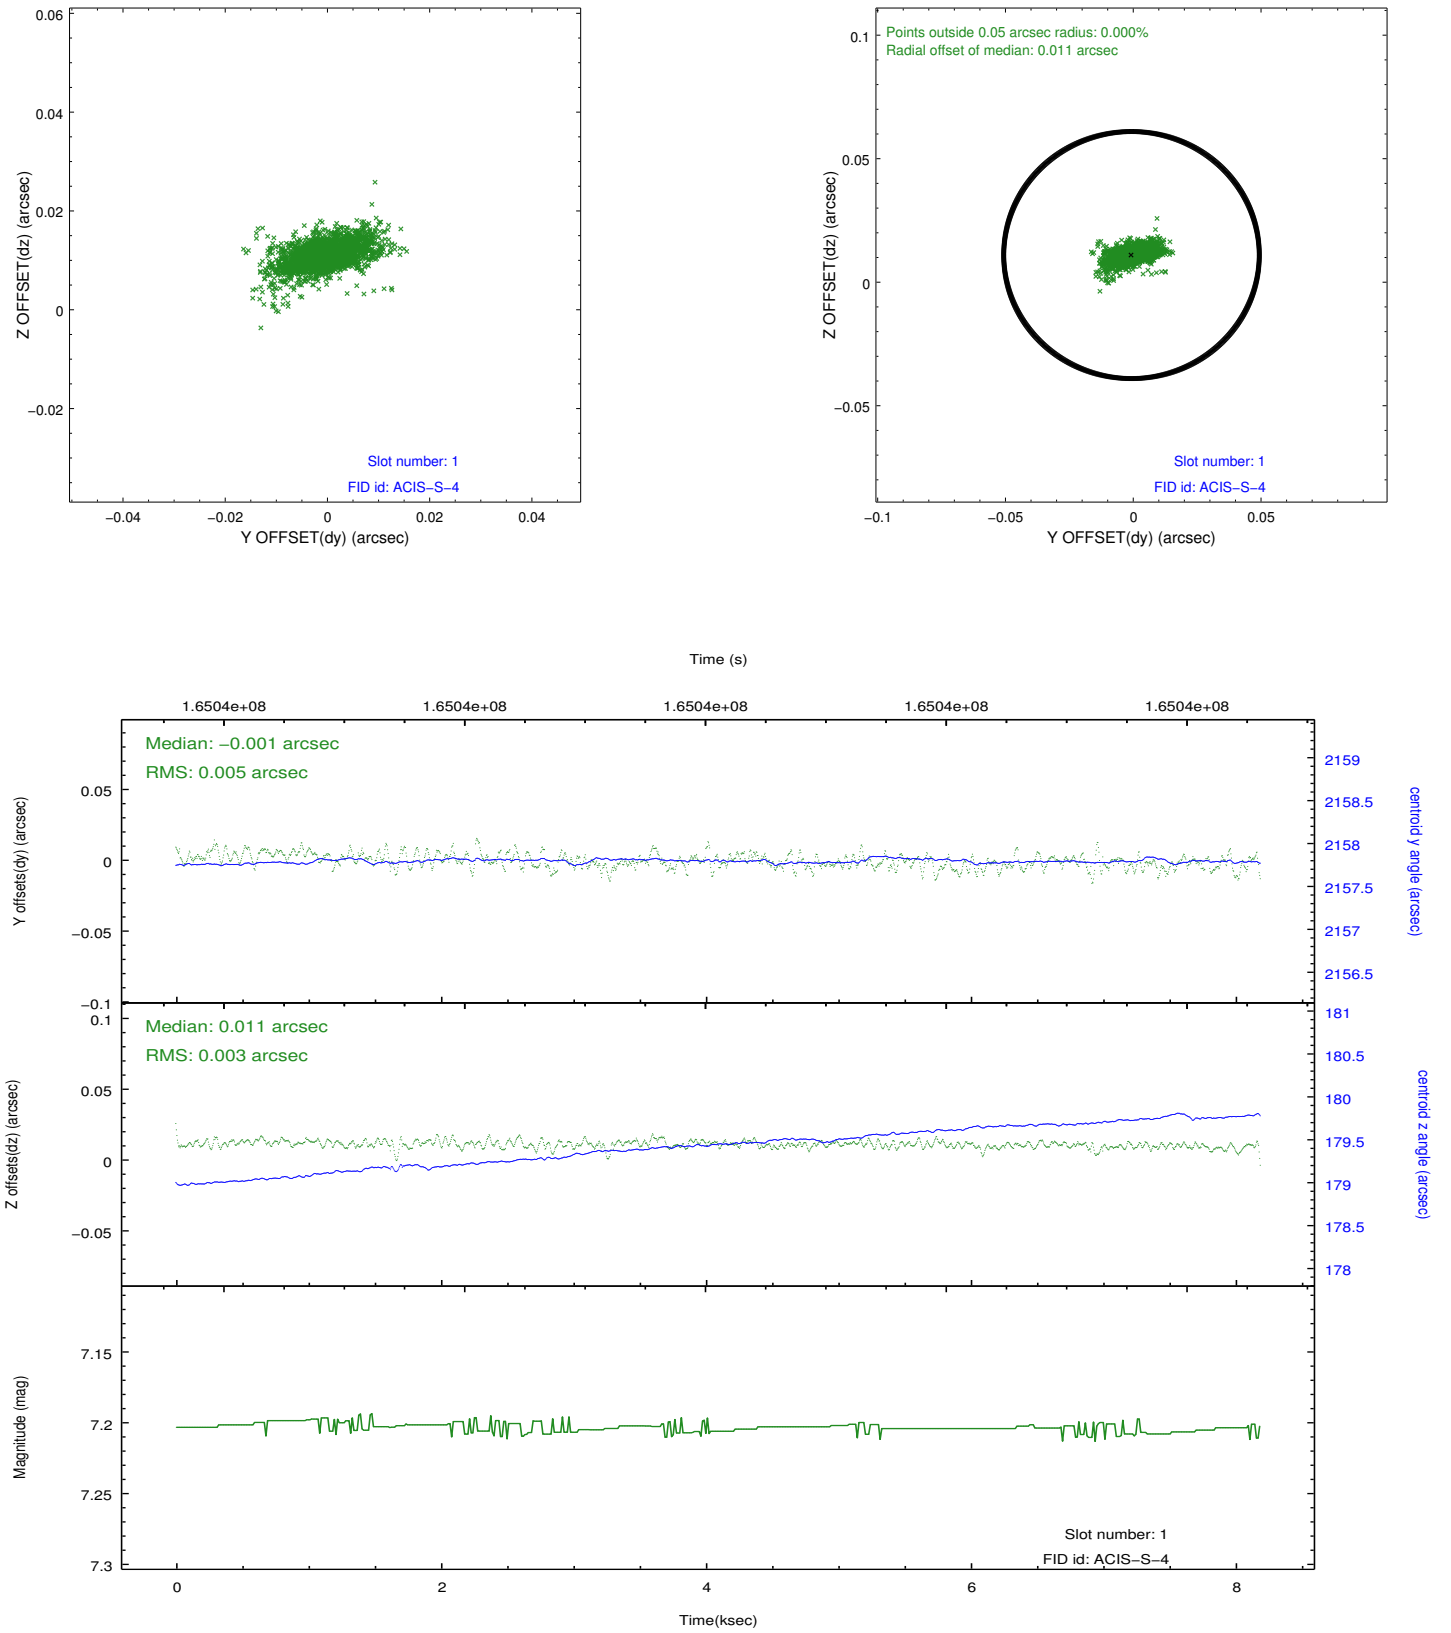 0.06
0.04
0.02
0
−0.02
Z OFFSET(dz) (arcsec)
Slot number: 1
FID id: ACIS−S−4
−0.04
−0.02
0
0.02
0.04
Y OFFSET(dy) (arcsec)
Points outside 0.05 arcsec radius: 0.000%
Radial offset of median: 0.011 arcsec
0.1
0.05
0
−0.05
Z OFFSET(dz) (arcsec)
Slot number: 1
FID id: ACIS−S−4
−0.1
−0.05
0
0.05
Y OFFSET(dy) (arcsec)
Time (s)
1.6504e+08
1.6504e+08
1.6504e+08
1.6504e+08
1.6504e+08
Median: −0.001 arcsec
RMS: 0.005 arcsec
0.05
0
−0.05
−0.1
Y offsets(dy) (arcsec)
2159
2158.5
2158
2157.5
2157
2156.5
centroid y angle (arcsec)
Median: 0.011 arcsec
RMS: 0.003 arcsec
0.1
0.05
0
−0.05
Z offsets(dz) (arcsec)
181
180.5
180
179.5
179
178.5
178
centroid z angle (arcsec)
7.15
7.2
7.25
7.3
Magnitude (mag)
Slot number: 1
FID id: ACIS−S−4
0
2
4
6
8
Time(ksec)